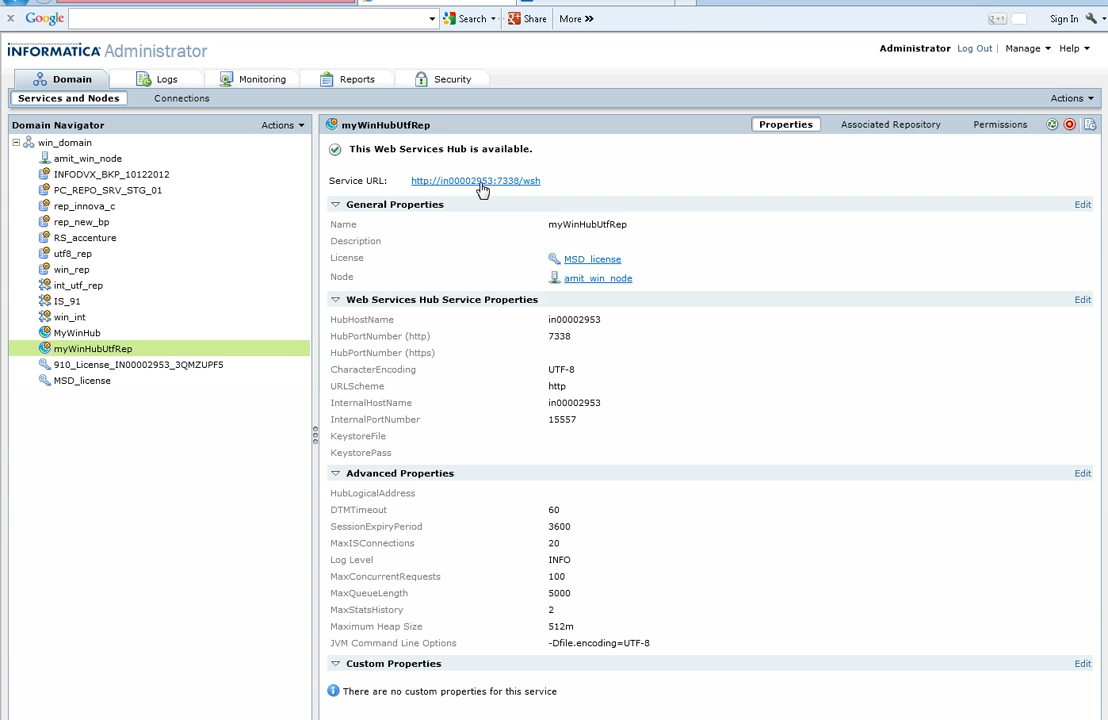 Google Search Share More » Sign In
INFORMATICA Administrator
Administrator Log Out Manage Help
Domain Logs Monitoring Reports Security
Services and Nodes Connections Actions
Domain Navigator Actions
win_domain
amit_win_node
INFODVX_BKP_10122012
PC_REPO_SRV_STG_01
rep_innova_c
rep_new_bp
RS_accenture
utf8_rep
win_rep
int_utf_rep
IS_91
win_int
MyWinHub
myWinHubUtfRep
910_License_IN00002953_3QMZUPF5
MSD_license
myWinHubUtfRep Properties Associated Repository Permissions
This Web Services Hub is available.
Service URL: http://in00002953:7338/wsh
General Properties Edit
Name myWinHubUtfRep
Description
License MSD_license
Node amit_win_node
Web Services Hub Service Properties Edit
HubHostName in00002953
HubPortNumber (http) 7338
HubPortNumber (https)
CharacterEncoding UTF-8
URLScheme http
InternalHostName in00002953
InternalPortNumber 15557
KeystoreFile
KeystorePass
Advanced Properties Edit
HubLogicalAddress
DTMTimeout 60
SessionExpiryPeriod 3600
MaxISConnections 20
Log Level INFO
MaxConcurrentRequests 100
MaxQueueLength 5000
MaxStatsHistory 2
Maximum Heap Size 512m
JVM Command Line Options -Dfile.encoding=UTF-8
Custom Properties Edit
There are no custom properties for this service